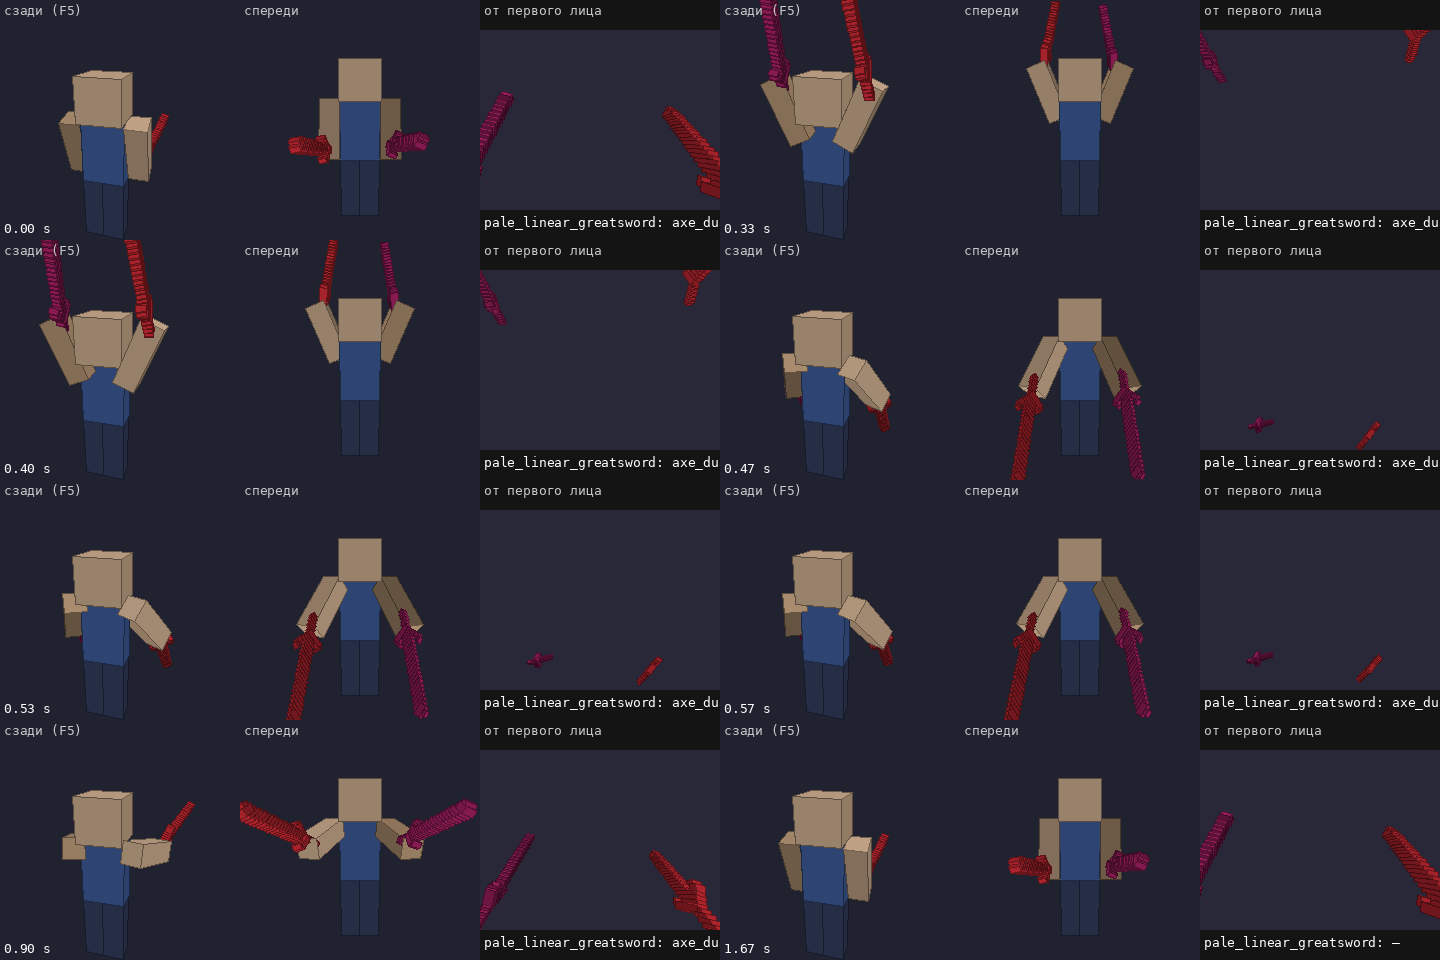 сзади (F5)
спереди
от первого лица
0.00 s
pale_linear_greatsword: axe_du
сзади (F5)
спереди
от первого лица
0.33 s
pale_linear_greatsword: axe_du
сзади (F5)
спереди
от первого лица
0.40 s
pale_linear_greatsword: axe_du
сзади (F5)
спереди
от первого лица
0.47 s
pale_linear_greatsword: axe_du
сзади (F5)
спереди
от первого лица
0.53 s
pale_linear_greatsword: axe_du
сзади (F5)
спереди
от первого лица
0.57 s
pale_linear_greatsword: axe_du
сзади (F5)
спереди
от первого лица
0.90 s
pale_linear_greatsword: axe_du
сзади (F5)
спереди
от первого лица
1.67 s
pale_linear_greatsword: —